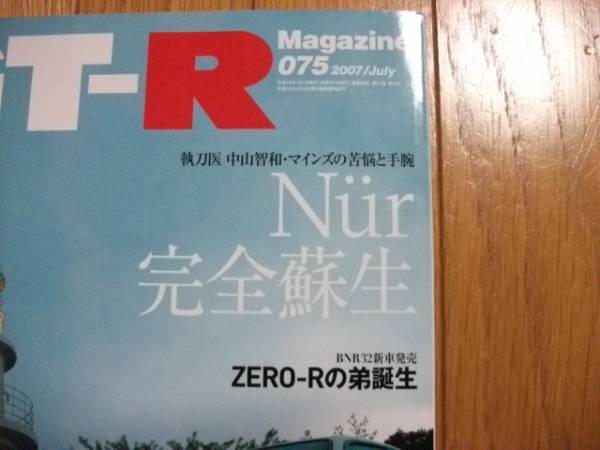 GT-R
Magazine
075 2007/July
執刀医 中山智和・マインズの苦悩と手腕
Nür
完全蘇生
BNR32新車発売
ZERO-Rの弟誕生